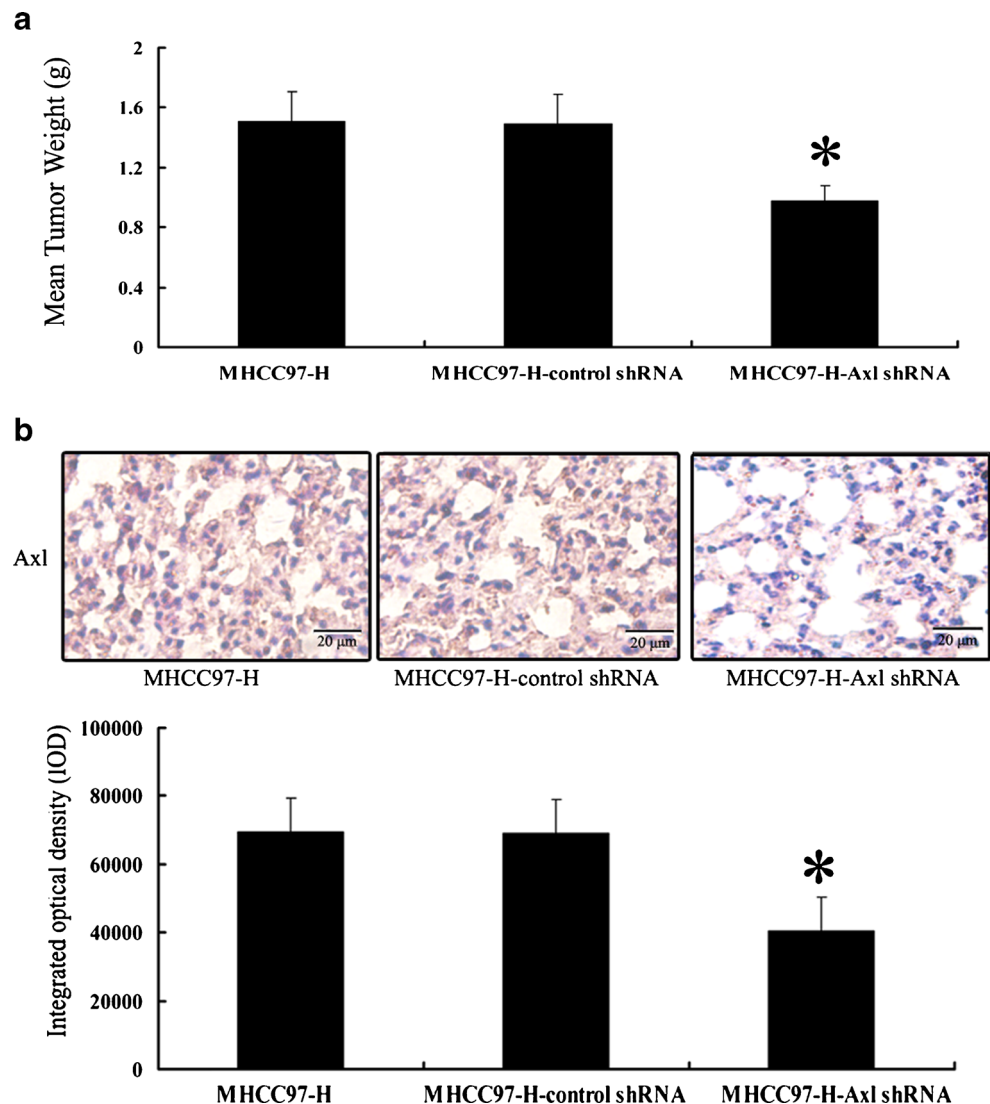 a
Mean Tumor Weight (g)
2
1.6
1.2
0.8
0.4
0
*
MHCC97-H
MHCC97-H-control shRNA
MHCC97-H-Axl shRNA
b
Axl
20 μm
20 μm
20 μm
MHCC97-H
MHCC97-H-control shRNA
MHCC97-H-Axl shRNA
Integrated optical density (IOD)
100000
80000
60000
40000
20000
0
*
MHCC97-H
MHCC97-H-control shRNA
MHCC97-H-Axl shRNA